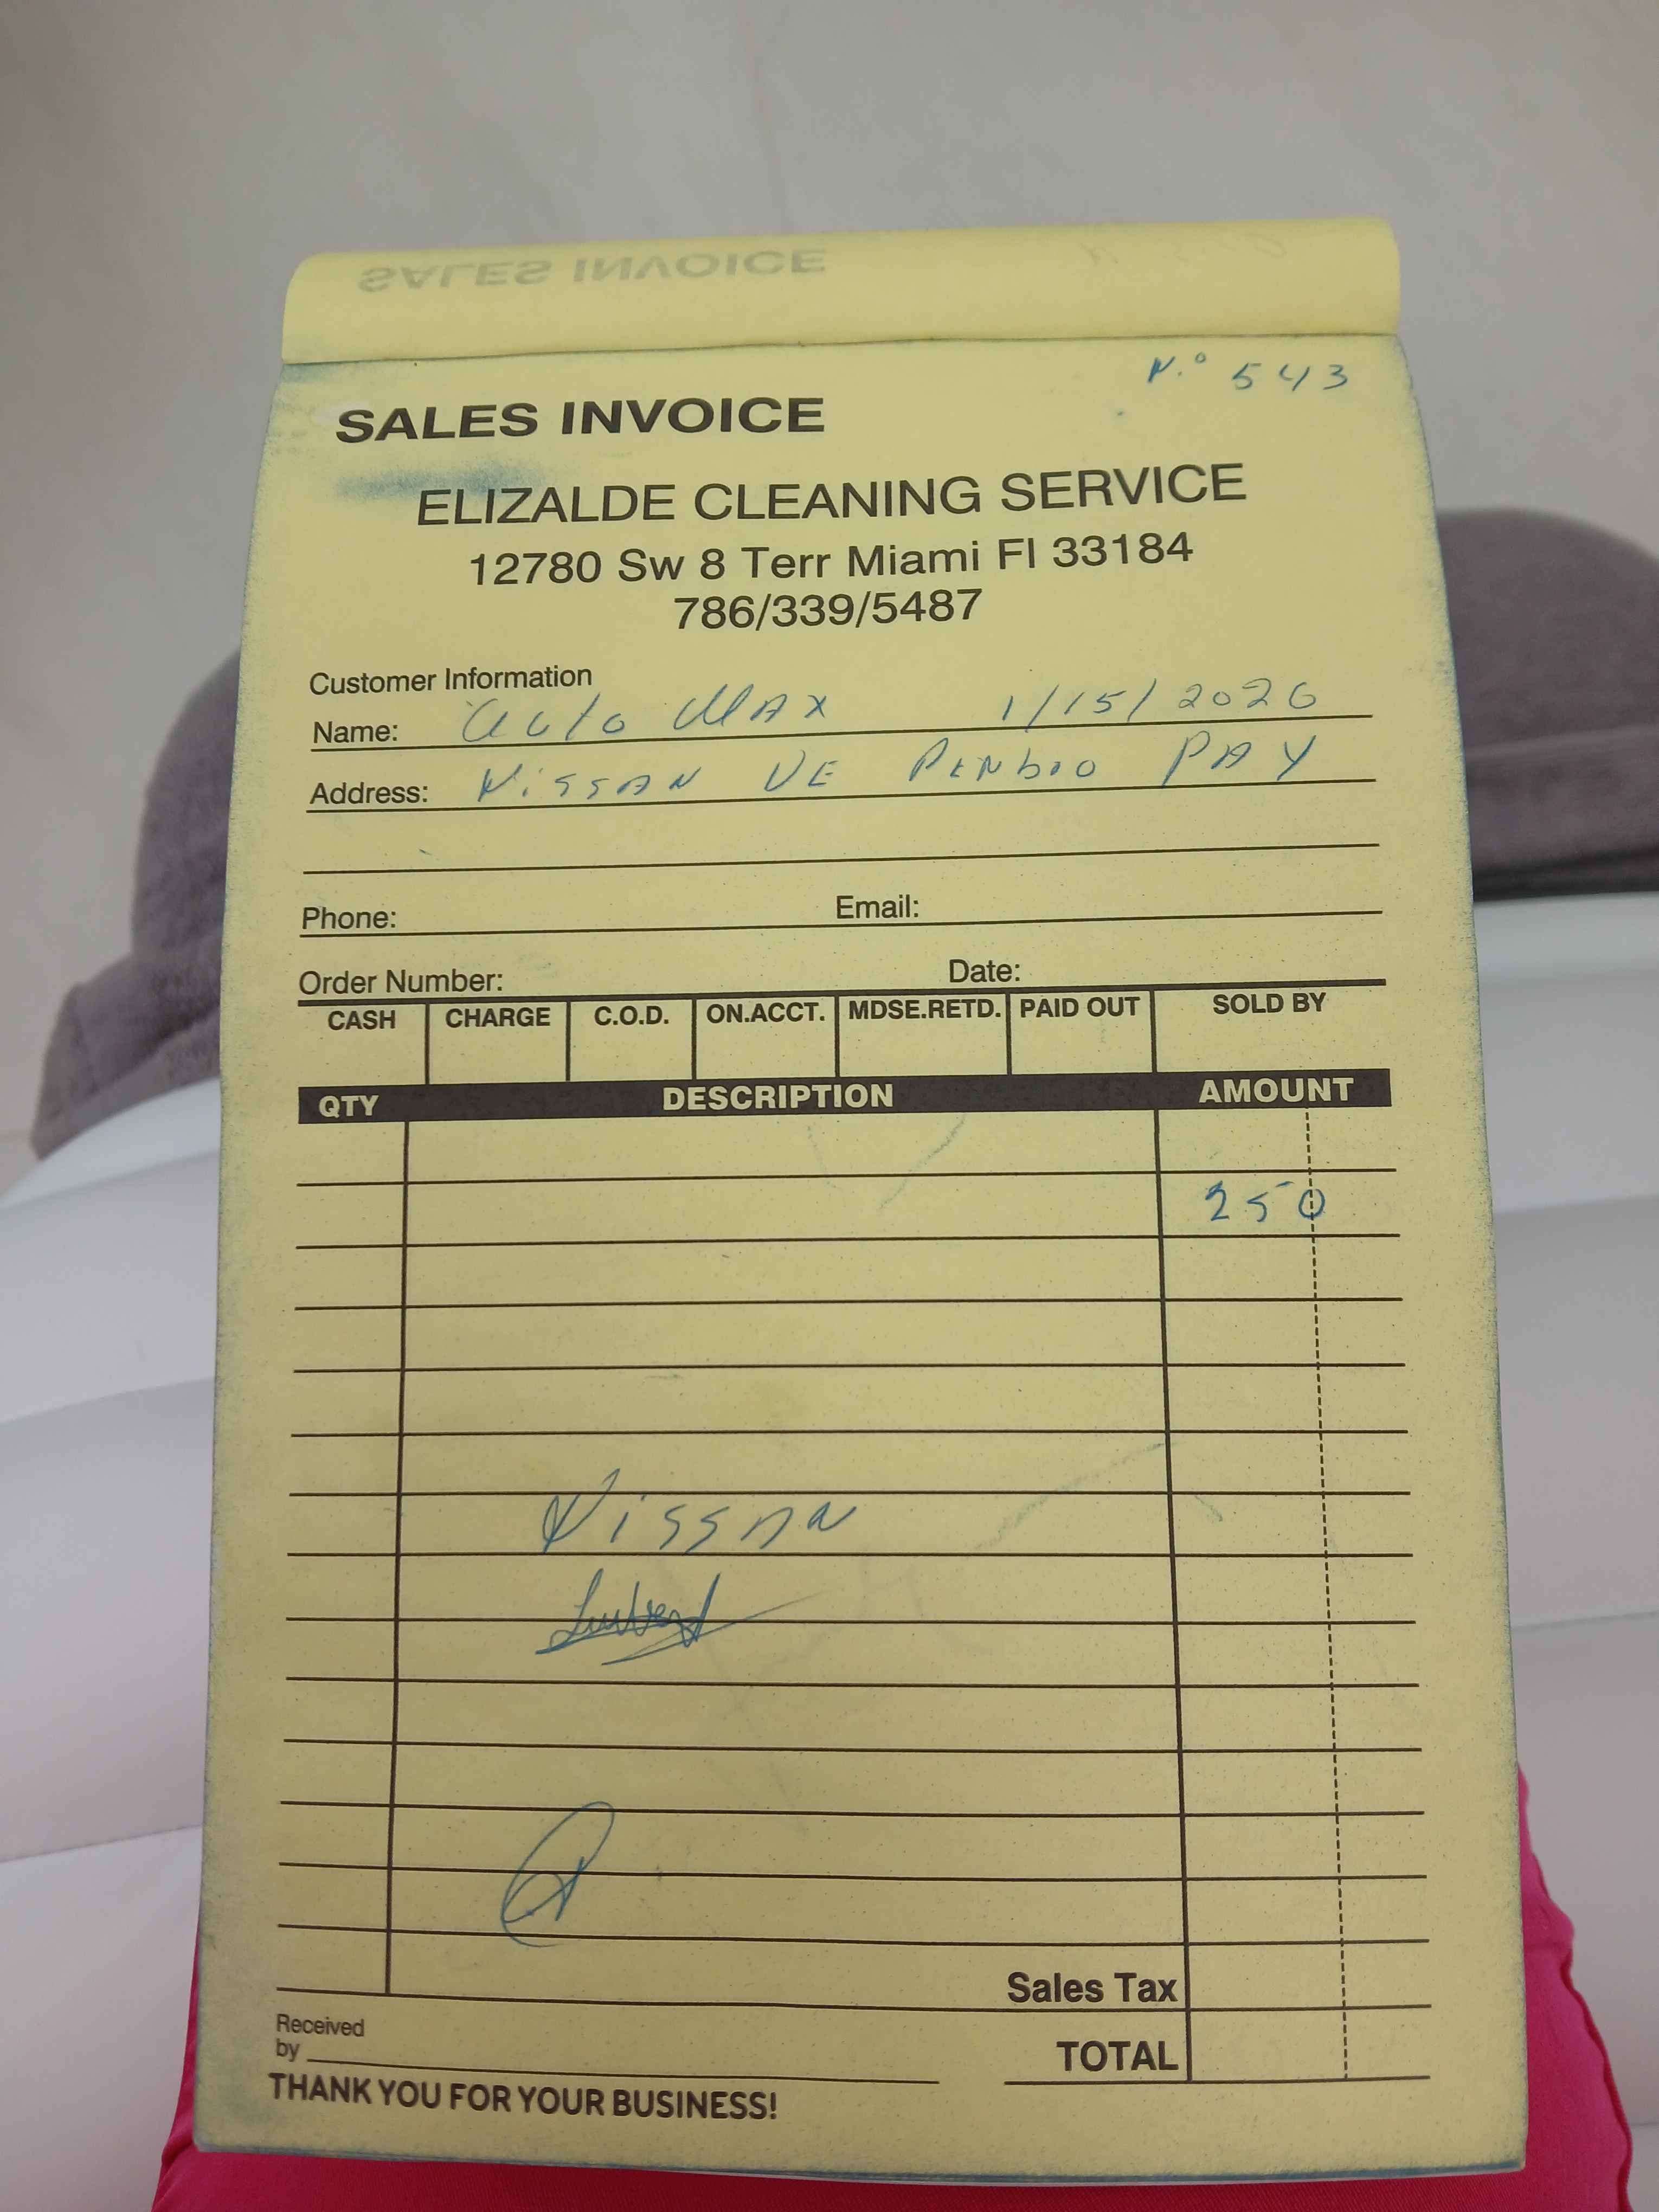 SALES INVOICE
N.° 543
SALES INVOICE
ELIZALDE CLEANING SERVICE
12780 Sw 8 Terr Miami Fl 33184
786/339/5487
Customer Information
Name: Auto Max 1/15/2026
Address: Nissan DE PENbro PAY
Phone: Email:
Order Number: Date:
CASH CHARGE C.O.D. ON.ACCT. MDSE.RETD. PAID OUT SOLD BY
QTY DESCRIPTION AMOUNT
250
Nissan
Sales Tax
Received
by TOTAL
THANK YOU FOR YOUR BUSINESS!